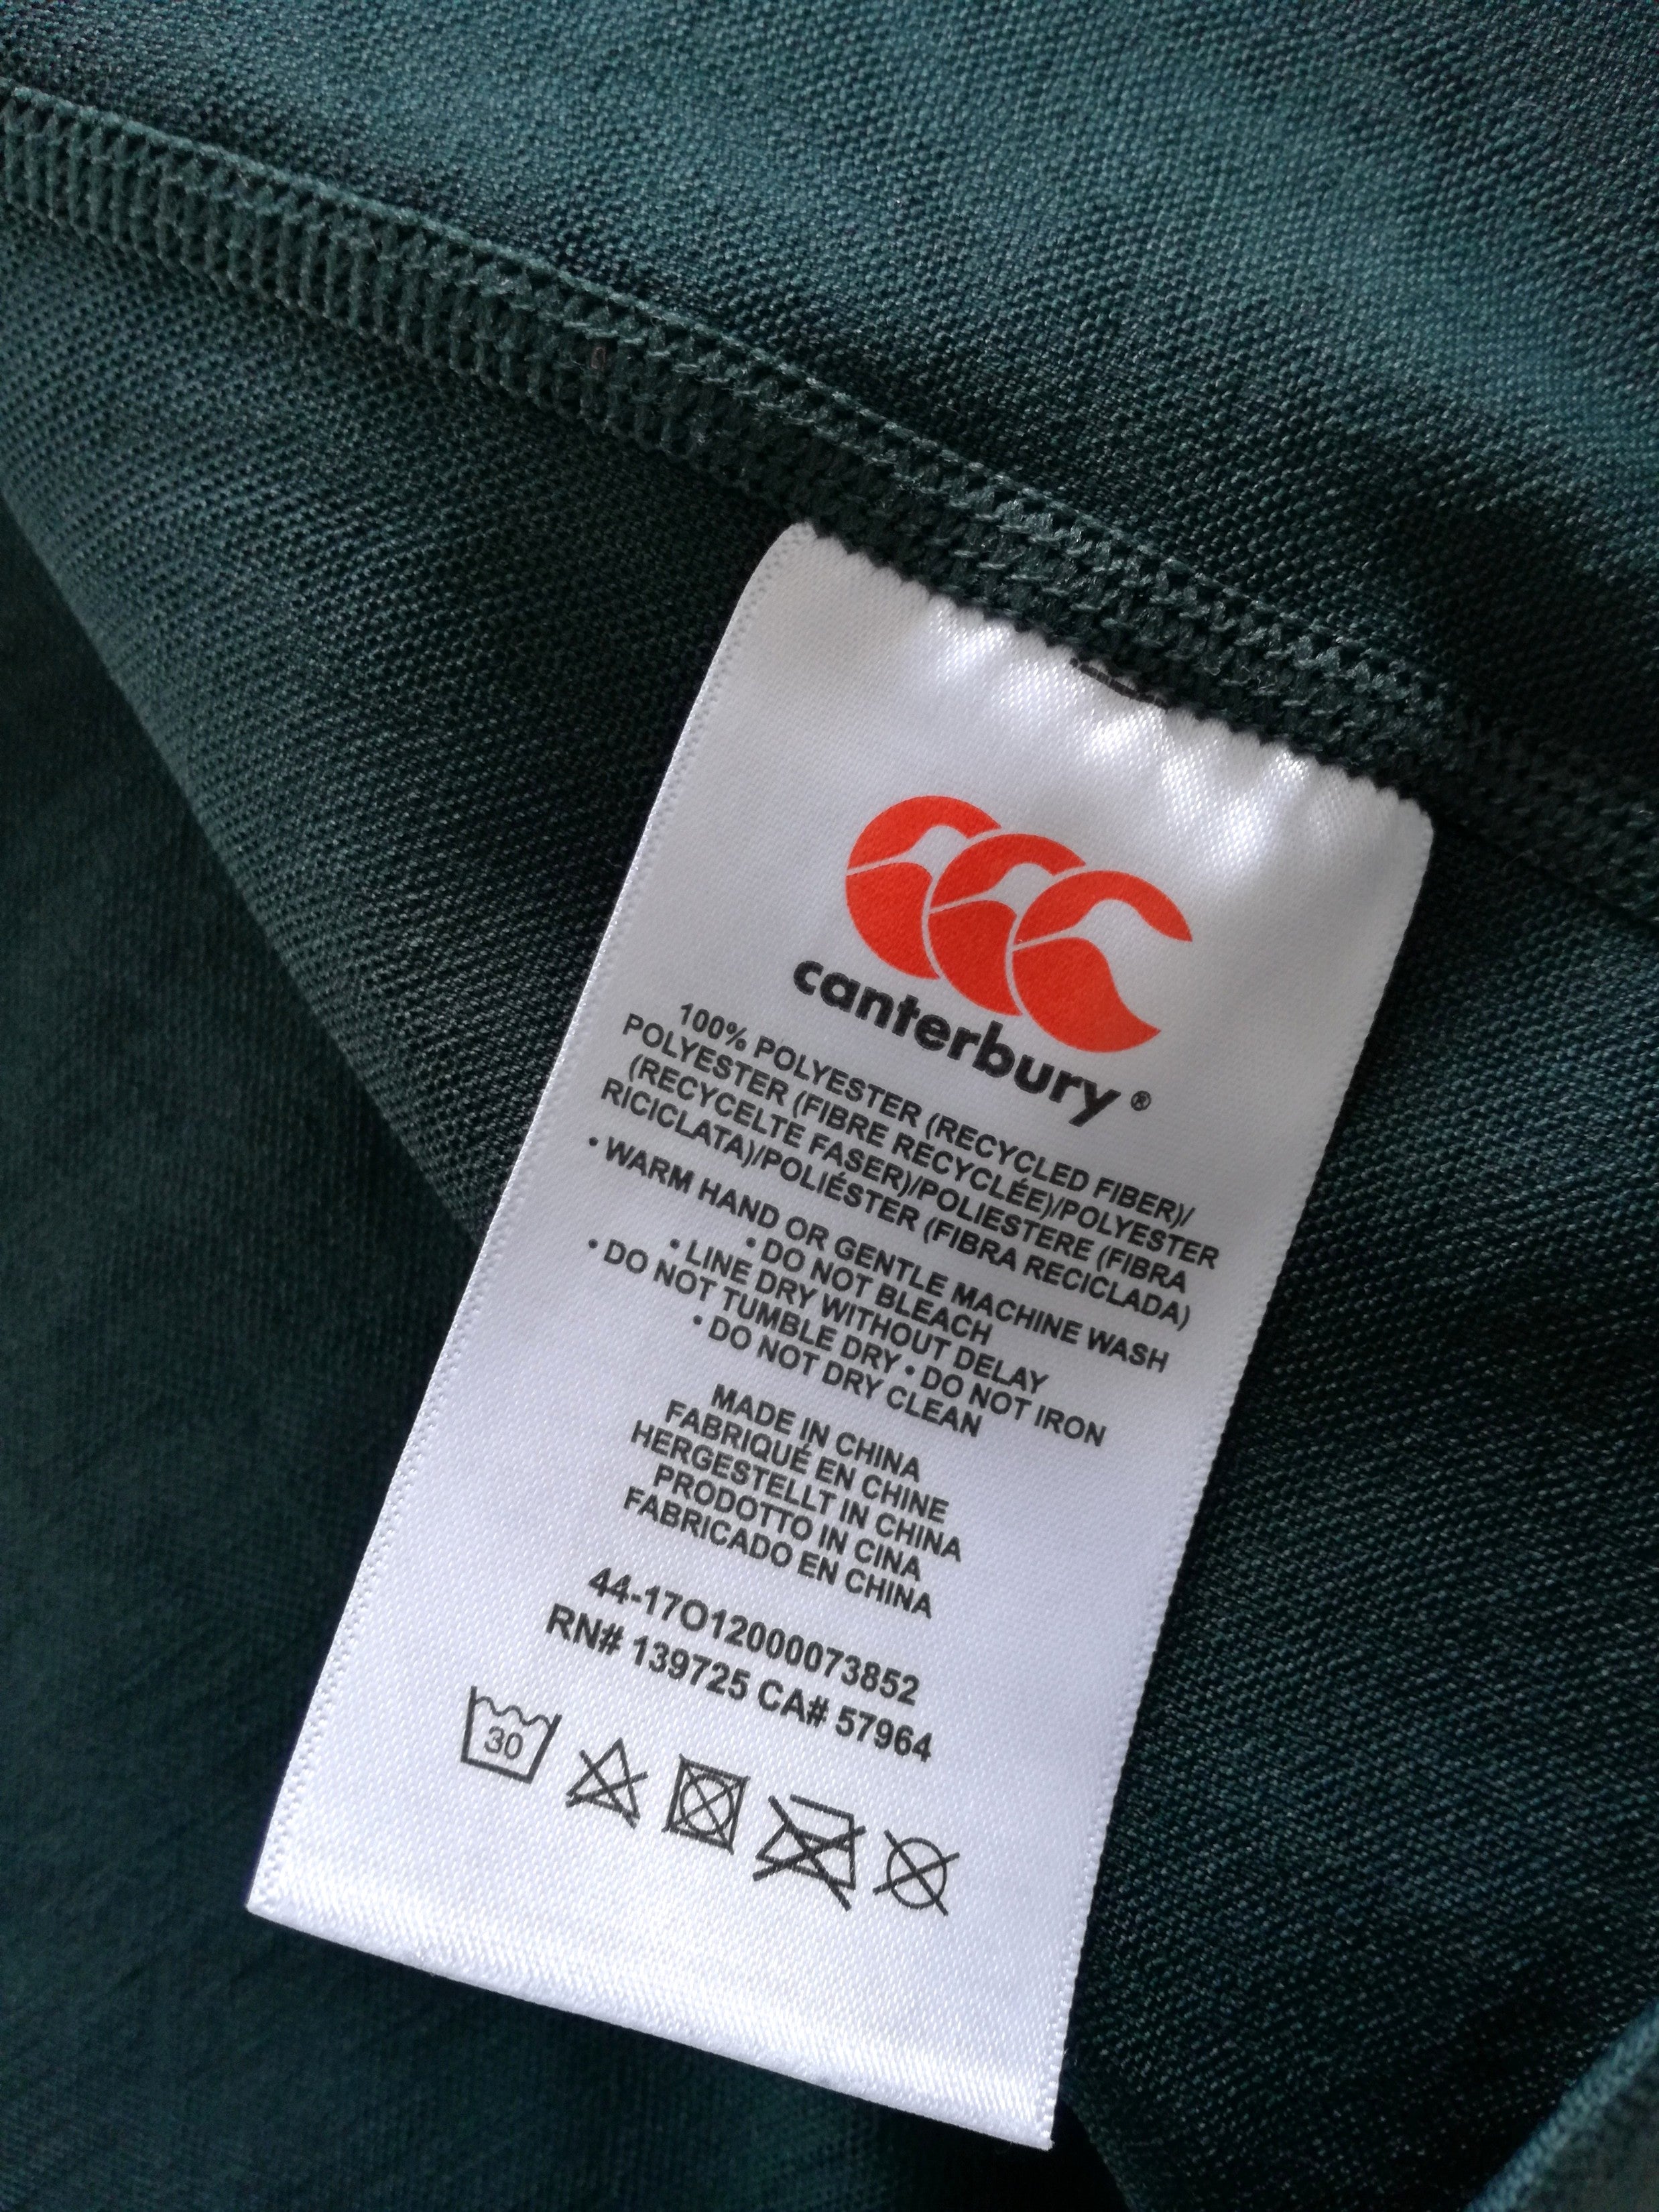 canterbury®
100% POLYESTER (RECYCLED FIBER)/
POLYESTER (FIBRE RECYCLÉE)/POLYESTER
(RECYCELTE FASER)/POLIESTERE (FIBRA
RICICLATA)/POLIÉSTER (FIBRA RECICLADA)
• WARM HAND OR GENTLE MACHINE WASH
• DO NOT BLEACH
• LINE DRY WITHOUT DELAY
• DO NOT TUMBLE DRY • DO NOT IRON
• DO NOT DRY CLEAN
MADE IN CHINA
FABRIQUÉ EN CHINE
HERGESTELLT IN CHINA
PRODOTTO IN CINA
FABRICADO EN CHINA
44-17O12000073852
RN# 139725 CA# 57964
30